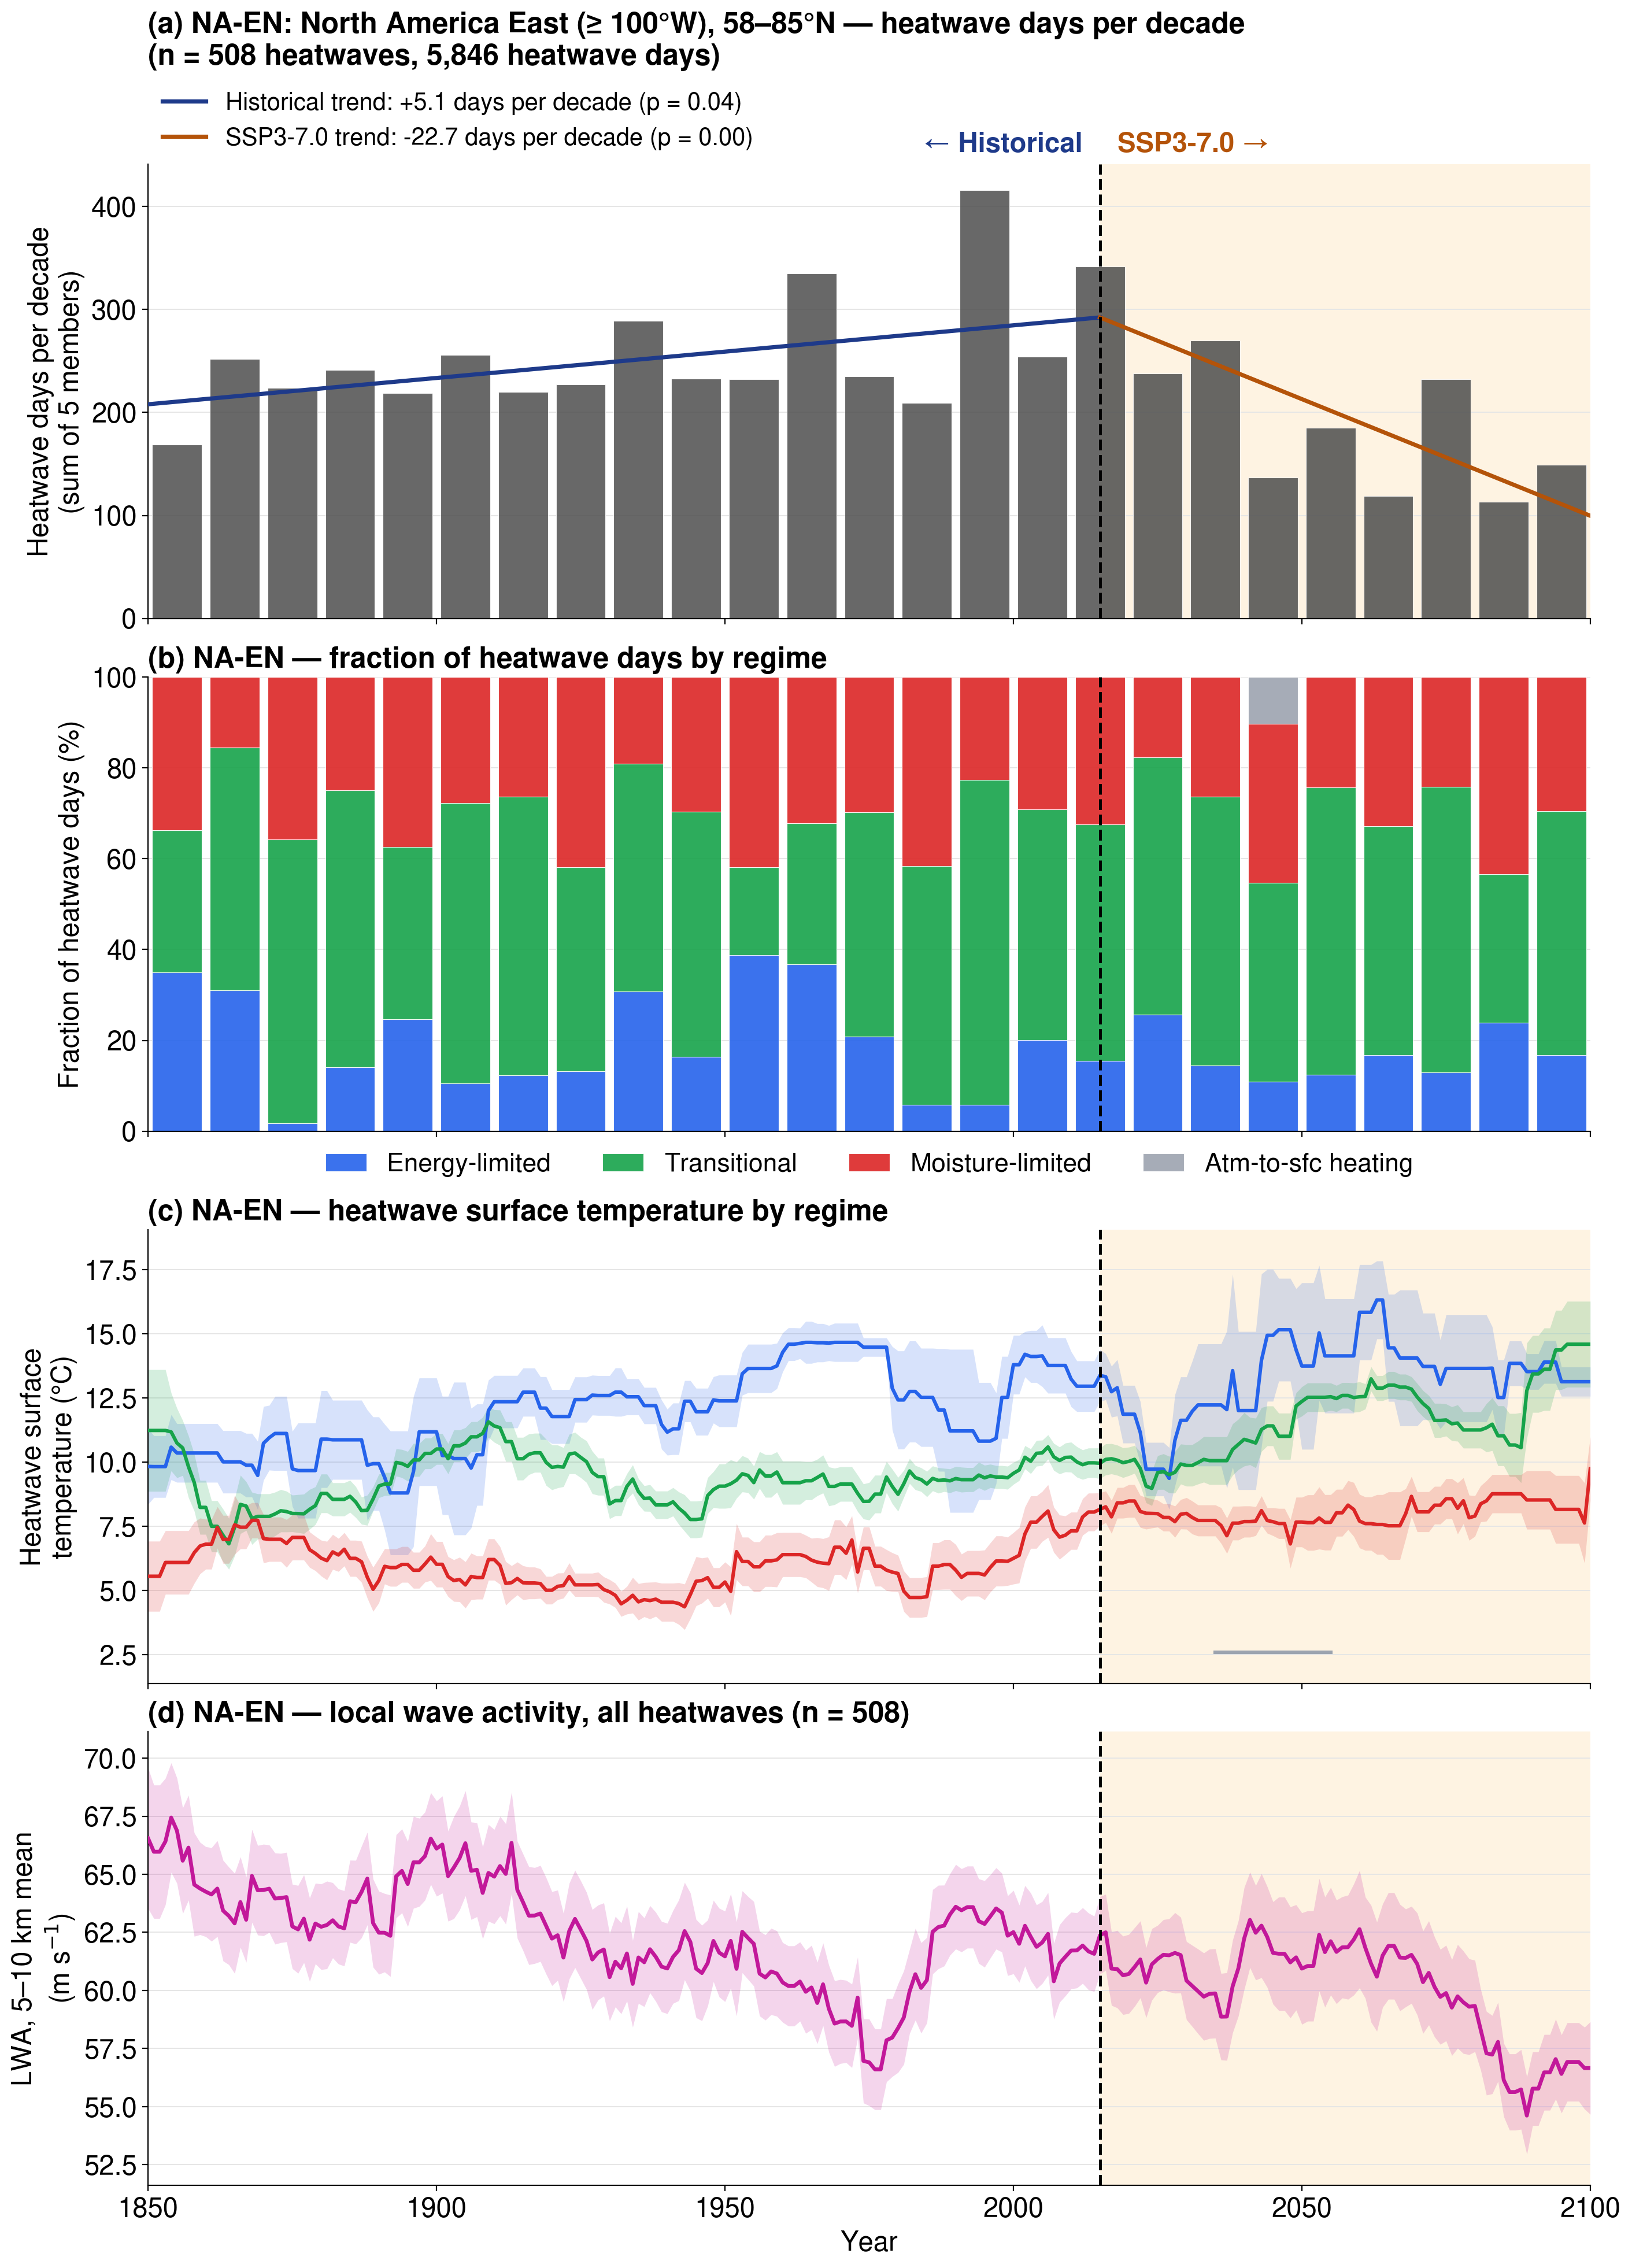 (a) NA-EN: North America East (≥ 100°W), 58–85°N — heatwave days per decade
(n = 508 heatwaves, 5,846 heatwave days)
Historical trend: +5.1 days per decade (p = 0.04)
SSP3-7.0 trend: -22.7 days per decade (p = 0.00)
← Historical
SSP3-7.0 →
Heatwave days per decade
(sum of 5 members)
400
300
200
100
0
(b) NA-EN — fraction of heatwave days by regime
Fraction of heatwave days (%)
100
80
60
40
20
0
Energy-limited
Transitional
Moisture-limited
Atm-to-sfc heating
(c) NA-EN — heatwave surface temperature by regime
Heatwave surface
temperature (°C)
17.5
15.0
12.5
10.0
7.5
5.0
2.5
(d) NA-EN — local wave activity, all heatwaves (n = 508)
LWA, 5–10 km mean
(m s⁻¹)
70.0
67.5
65.0
62.5
60.0
57.5
55.0
52.5
1850
1900
1950
2000
2050
2100
Year